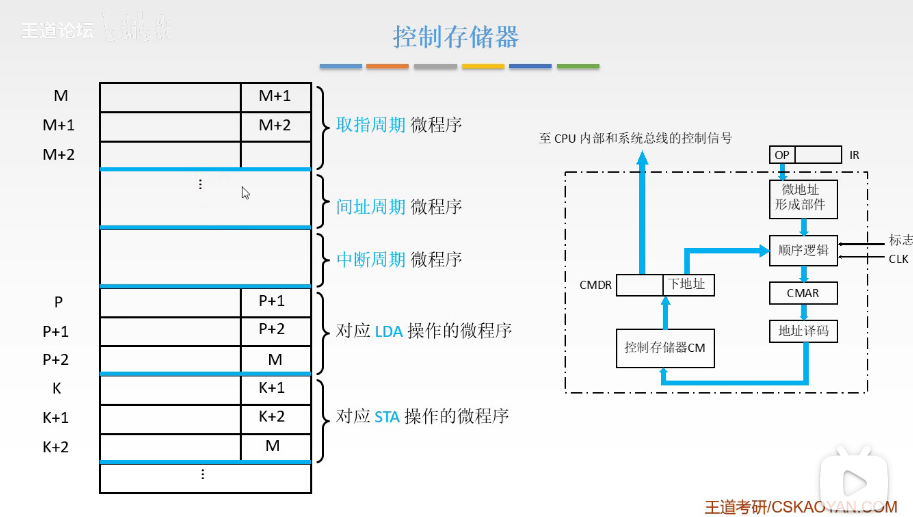 王道论坛
控制存储器
M
M+1
M+1
M+2
M+2
取指周期 微程序
⋮
间址周期 微程序
中断周期 微程序
P
P+1
P+1
P+2
P+2
M
对应 LDA 操作的微程序
K
K+1
K+1
K+2
K+2
M
对应 STA 操作的微程序
⋮
至 CPU 内部和系统总线的控制信号
OP
IR
微地址
形成部件
顺序逻辑
标志
CLK
CMDR
下地址
CMAR
控制存储器CM
地址译码
王道考研/CSKAOYAN.COM